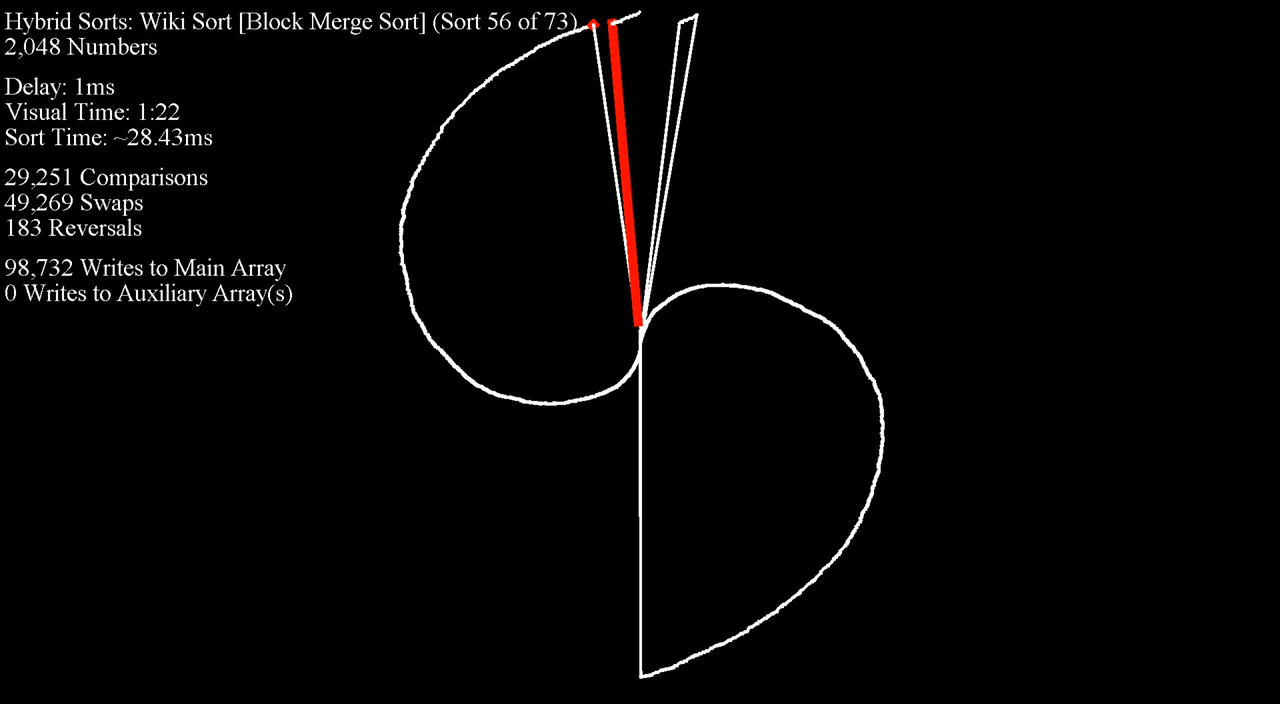 Hybrid Sorts: Wiki Sort [Block Merge Sort] (Sort 56 of 73)
2,048 Numbers
Delay: 1ms
Visual Time: 1:22
Sort Time: ~28.43ms
29,251 Comparisons
49,269 Swaps
183 Reversals
98,732 Writes to Main Array
0 Writes to Auxiliary Array(s)